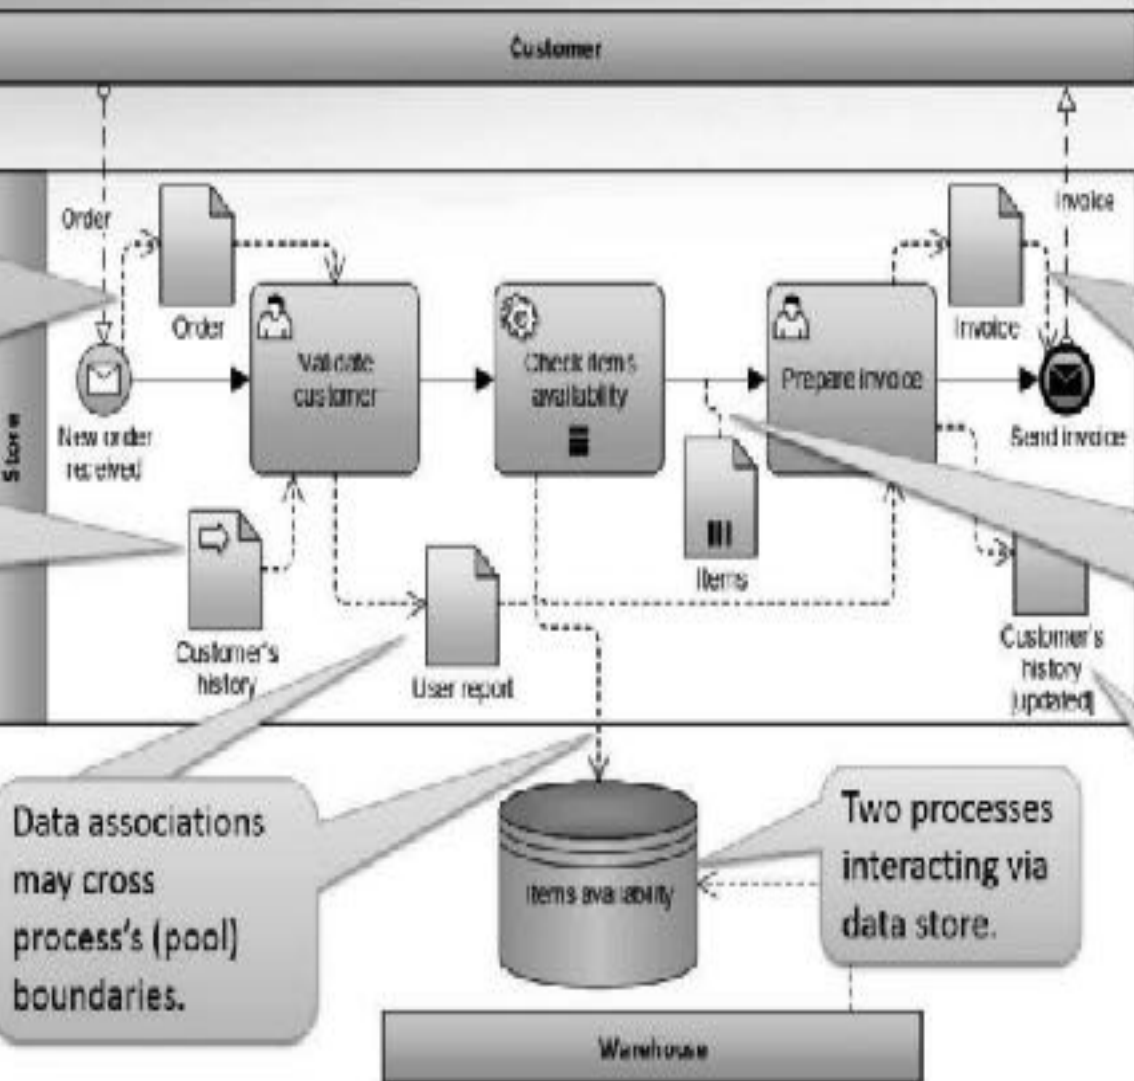 Customer
Order
Invoice
Order
Invoice
Validate
customer
Check items
availability
Prepare invoice
New order
received
Send invoice
Store
Items
Customer's
history
User report
Customer's
history
[updated]
Data associations
may cross
process's (pool)
boundaries.
Items availability
Two processes
interacting via
data store.
Warehouse